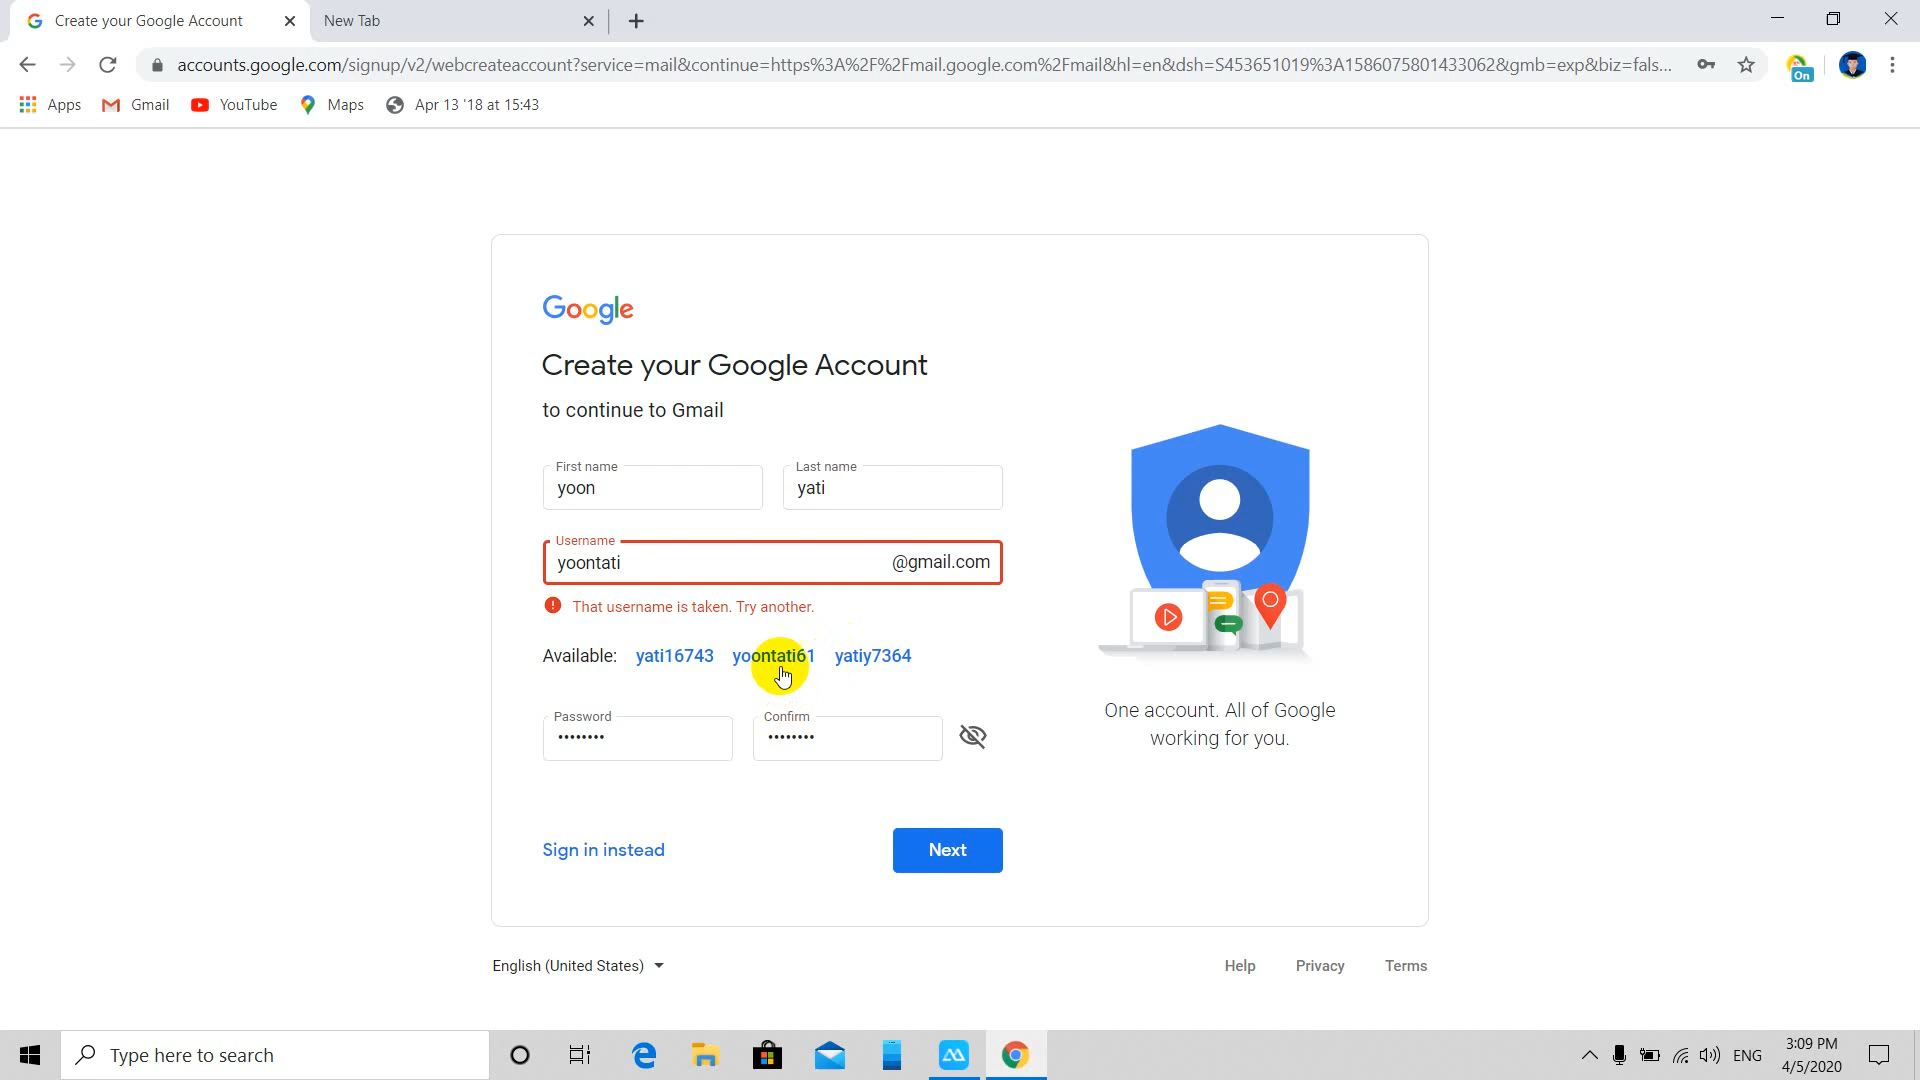 Create your Google Account
New Tab
accounts.google.com/signup/v2/webcreateaccount?service=mail&continue=https%3A%2F%2Fmail.google.com%2Fmail&hl=en&dsh=S453651019%3A1586075801433062&gmb=exp&biz=fals...
On
Apps
Gmail
YouTube
Maps
Apr 13 '18 at 15:43
Google
Create your Google Account
to continue to Gmail
First name
Last name
yoon
yati
Username
yoontati
@gmail.com
That username is taken. Try another.
Available: yati16743 yoontati61 yatiy7364
Password
Confirm
••••••••
••••••••
One account. All of Google
working for you.
Sign in instead
Next
English (United States)
Help
Privacy
Terms
Type here to search
ENG
3:09 PM
4/5/2020